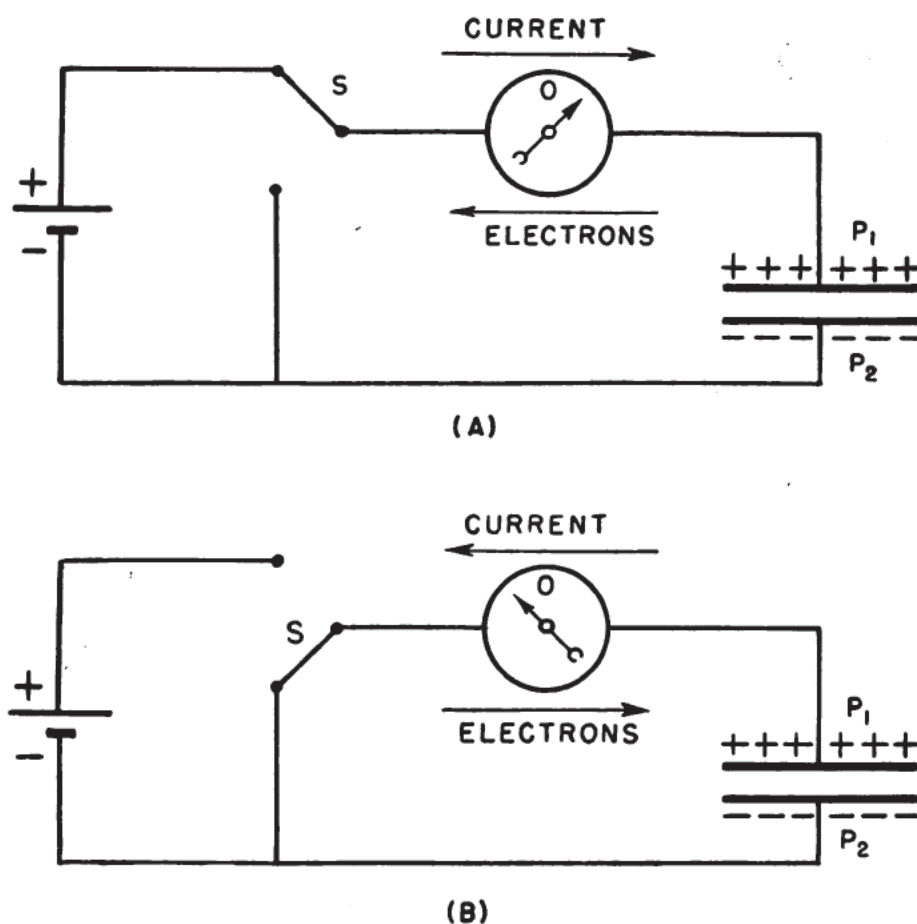 CURRENT
S
O
+
-
ELECTRONS
P1
+ + + + + +
- - - - - -
P2
(A)
CURRENT
O
S
+
-
ELECTRONS
P1
+ + + + + +
- - - - - -
P2
(B)